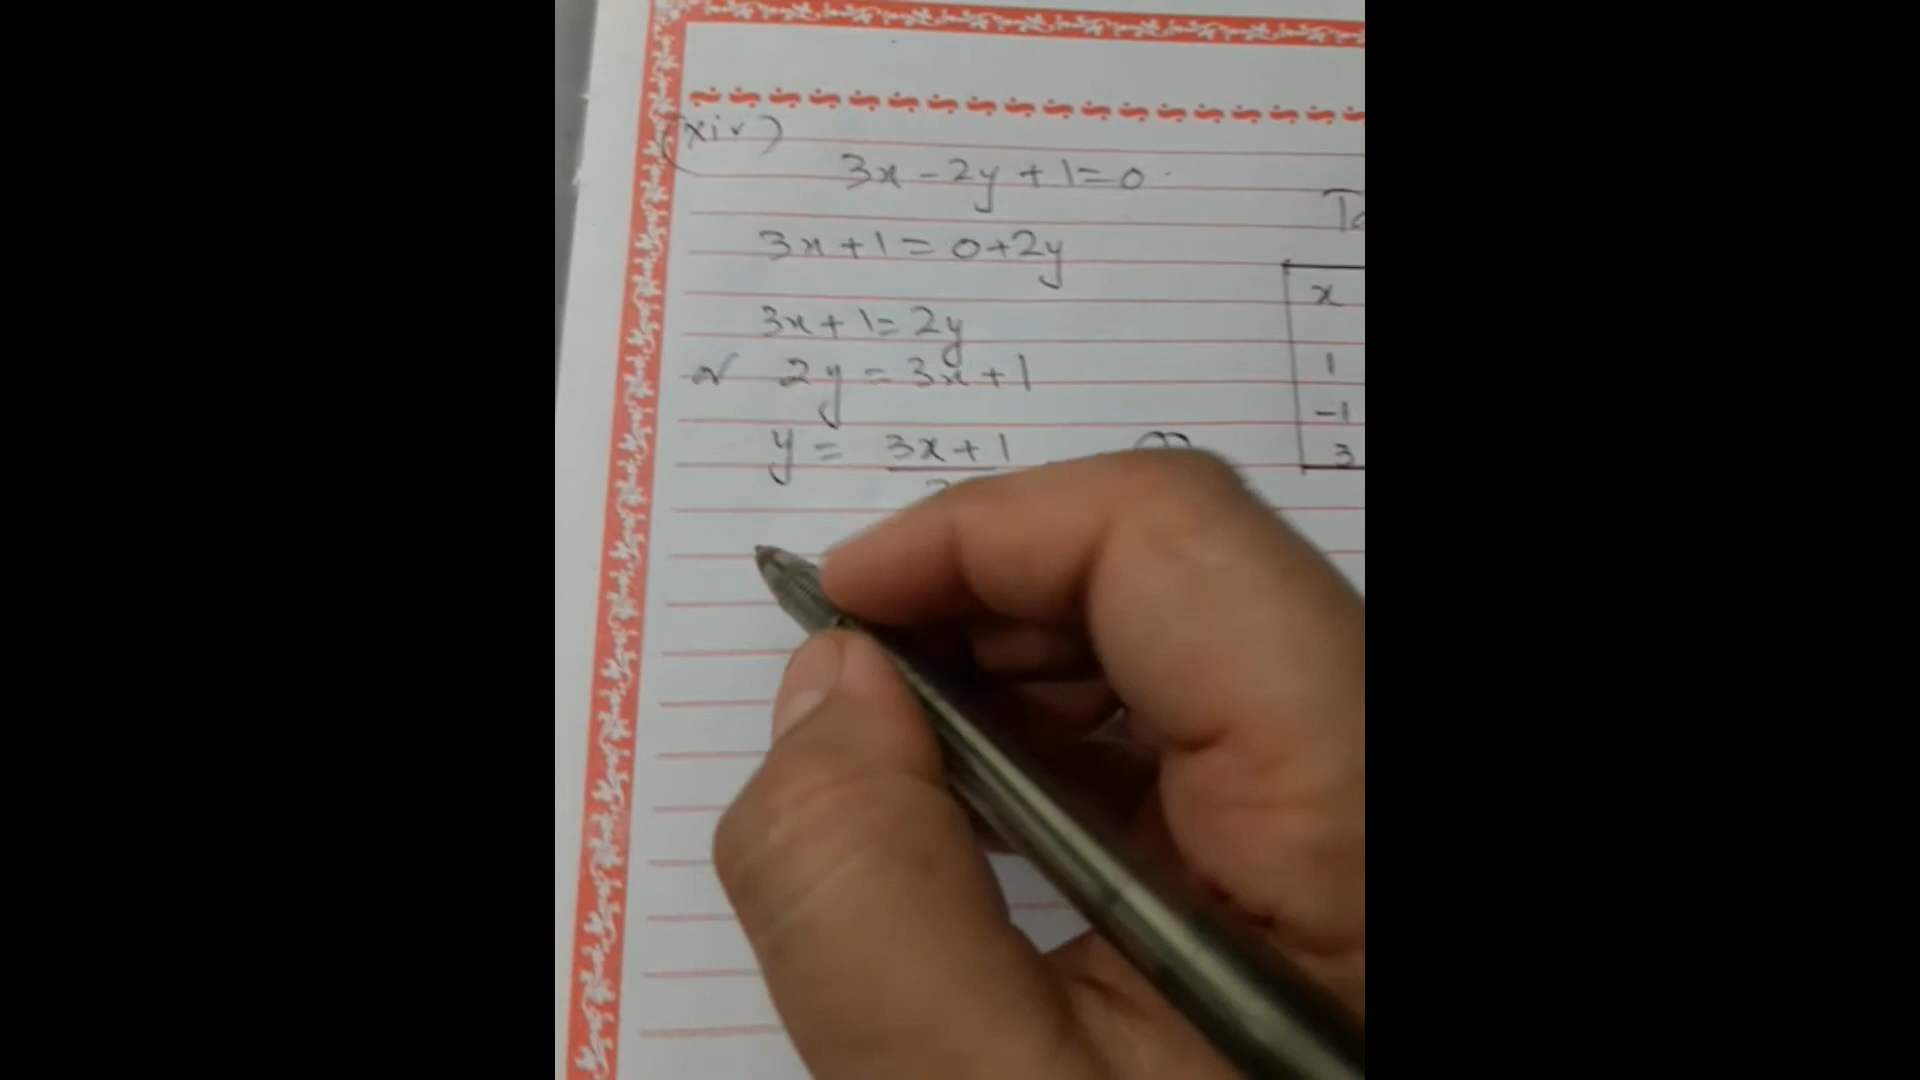 (xiv)
3x - 2y + 1 = 0
3x + 1 = 0 + 2y
3x + 1 = 2y
or 2y = 3x + 1
y = 3x + 1
x
1
-1
3